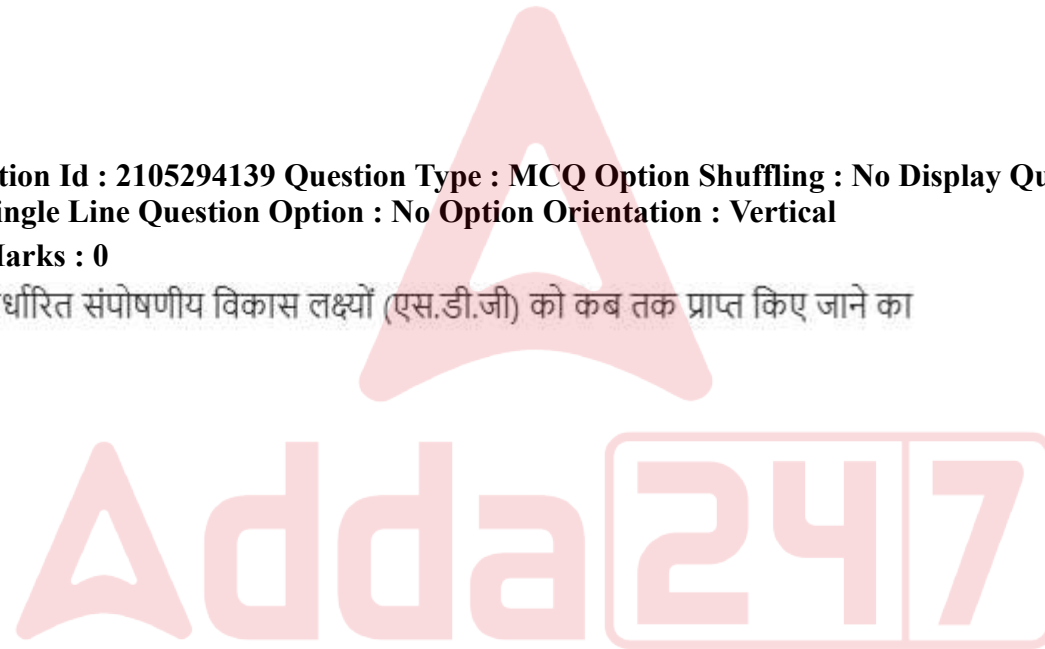 tion Id : 2105294139 Question Type : MCQ Option Shuffling : No Display Qu
ingle Line Question Option : No Option Orientation : Vertical
arks : 0
र्धारित संपोषणीय विकास लक्ष्यों (एस.डी.जी) को कब तक प्राप्त किए जाने का
Adda247